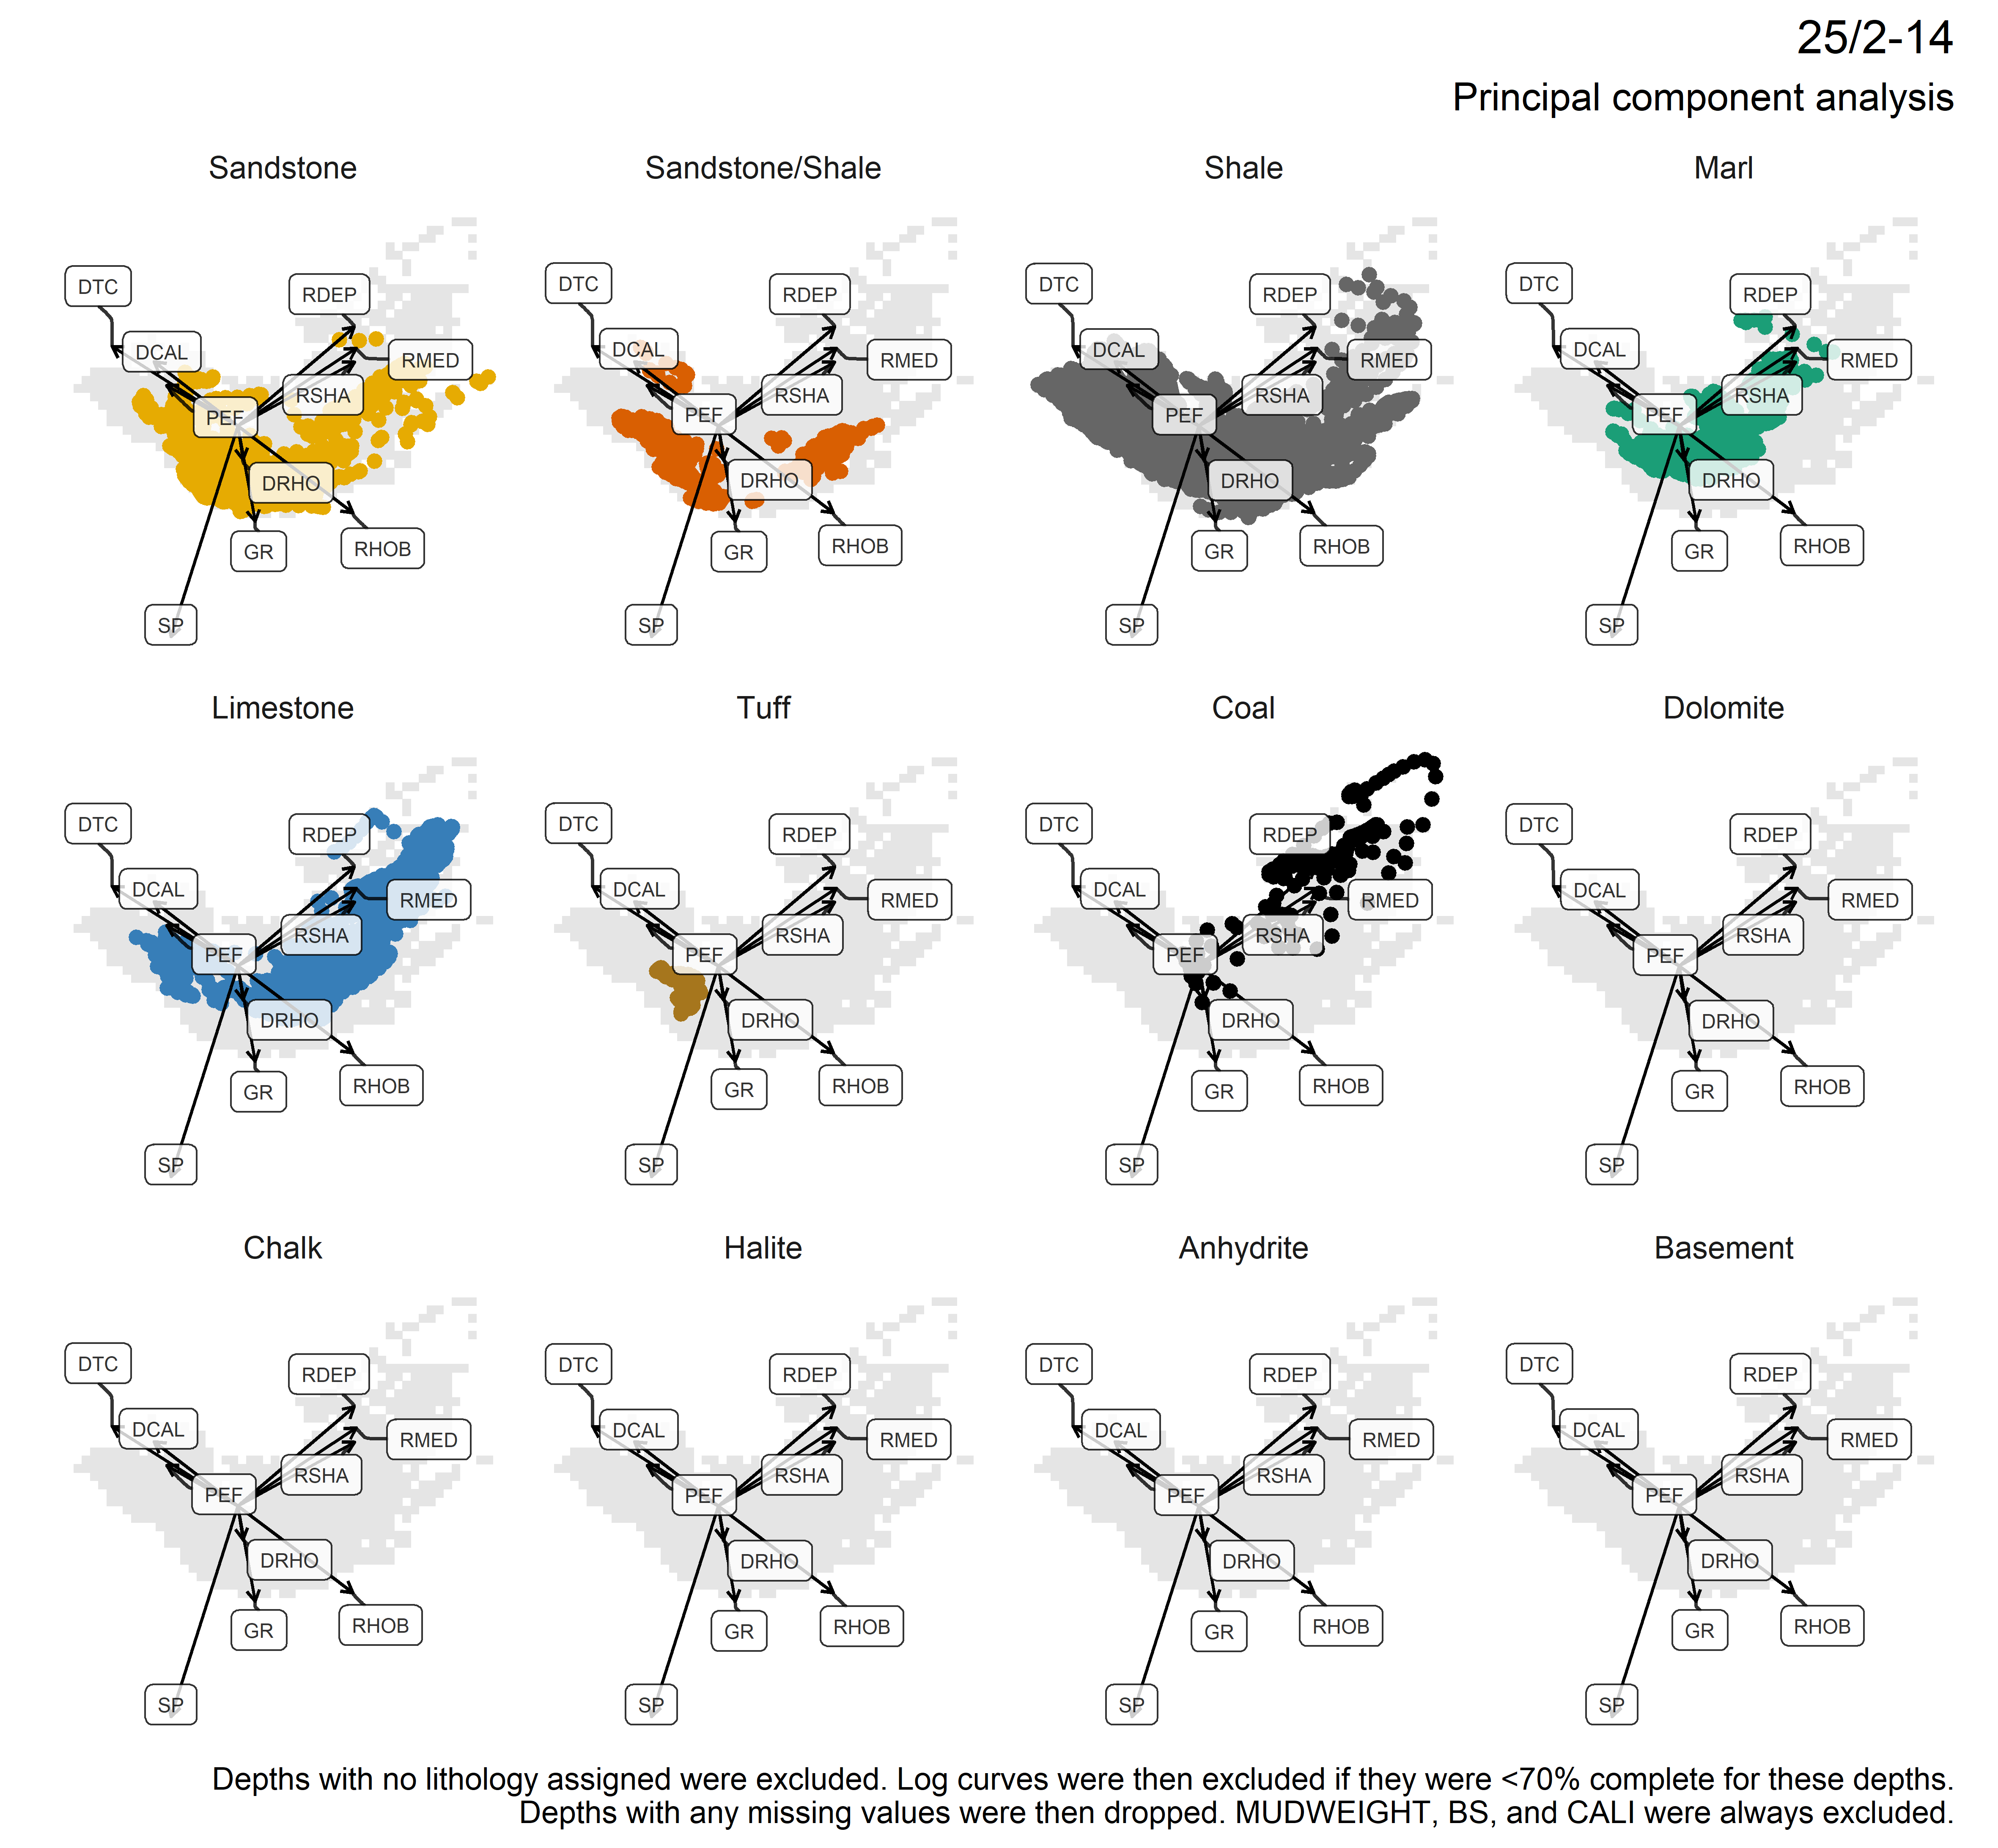 25/2-14
Principal component analysis
Sandstone
Sandstone/Shale
Shale
Marl
DTC
RDEP
DCAL
RMED
RSHA
PEF
DRHO
GR
RHOB
SP
DTC
RDEP
DCAL
RMED
RSHA
PEF
DRHO
GR
RHOB
SP
DTC
RDEP
DCAL
RMED
RSHA
PEF
DRHO
GR
RHOB
SP
DTC
RDEP
DCAL
RMED
RSHA
PEF
DRHO
GR
RHOB
SP
Limestone
Tuff
Coal
Dolomite
DTC
RDEP
DCAL
RMED
RSHA
PEF
DRHO
GR
RHOB
SP
DTC
RDEP
DCAL
RMED
RSHA
PEF
DRHO
GR
RHOB
SP
DTC
RDEP
DCAL
RMED
RSHA
PEF
DRHO
GR
RHOB
SP
DTC
RDEP
DCAL
RMED
RSHA
PEF
DRHO
GR
RHOB
SP
Chalk
Halite
Anhydrite
Basement
DTC
RDEP
DCAL
RMED
RSHA
PEF
DRHO
GR
RHOB
SP
DTC
RDEP
DCAL
RMED
RSHA
PEF
DRHO
GR
RHOB
SP
DTC
RDEP
DCAL
RMED
RSHA
PEF
DRHO
GR
RHOB
SP
DTC
RDEP
DCAL
RMED
RSHA
PEF
DRHO
GR
RHOB
SP
Depths with no lithology assigned were excluded. Log curves were then excluded if they were <70% complete for these depths.
Depths with any missing values were then dropped. MUDWEIGHT, BS, and CALI were always excluded.